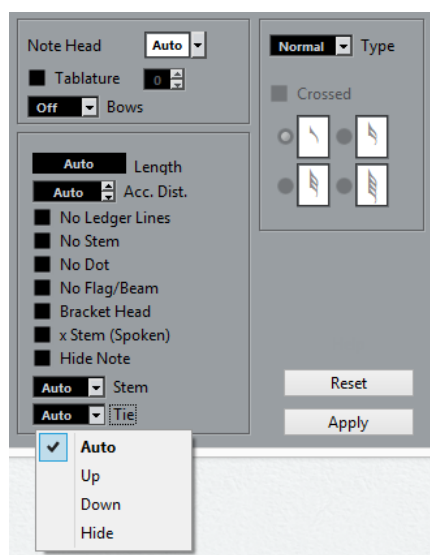 Note Head Auto
Tablature 0
Off Bows
Auto Length
Auto Acc. Dist.
No Ledger Lines
No Stem
No Dot
No Flag/Beam
Bracket Head
x Stem (Spoken)
Hide Note
Auto Stem
Auto Tie
Auto
Up
Down
Hide
Normal Type
Crossed
Reset
Apply